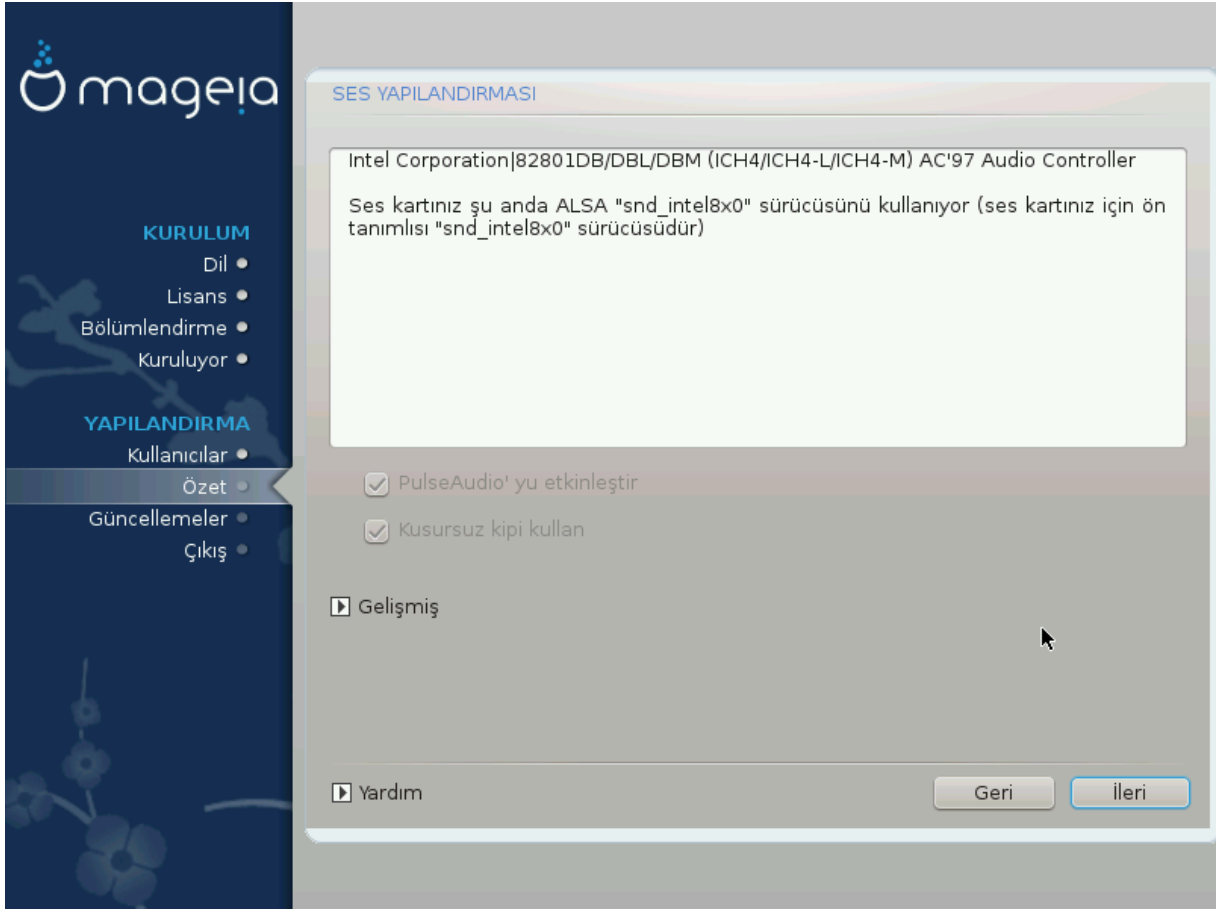 mageia
KURULUM
Dil
Lisans
Bölümlendirme
Kuruluyor
YAPILANDIRMA
Kullanıcılar
Özet
Güncellemeler
Çıkış
SES YAPILANDIRMASI
Intel Corporation|82801DB/DBL/DBM (ICH4/ICH4-L/ICH4-M) AC'97 Audio Controller
Ses kartınız şu anda ALSA "snd_intel8x0" sürücüsünü kullanıyor (ses kartınız için ön
tanımlısı "snd_intel8x0" sürücüsüdür)
PulseAudio' yu etkinleştir
Kusursuz kipi kullan
Gelişmiş
Yardım
Geri
İleri